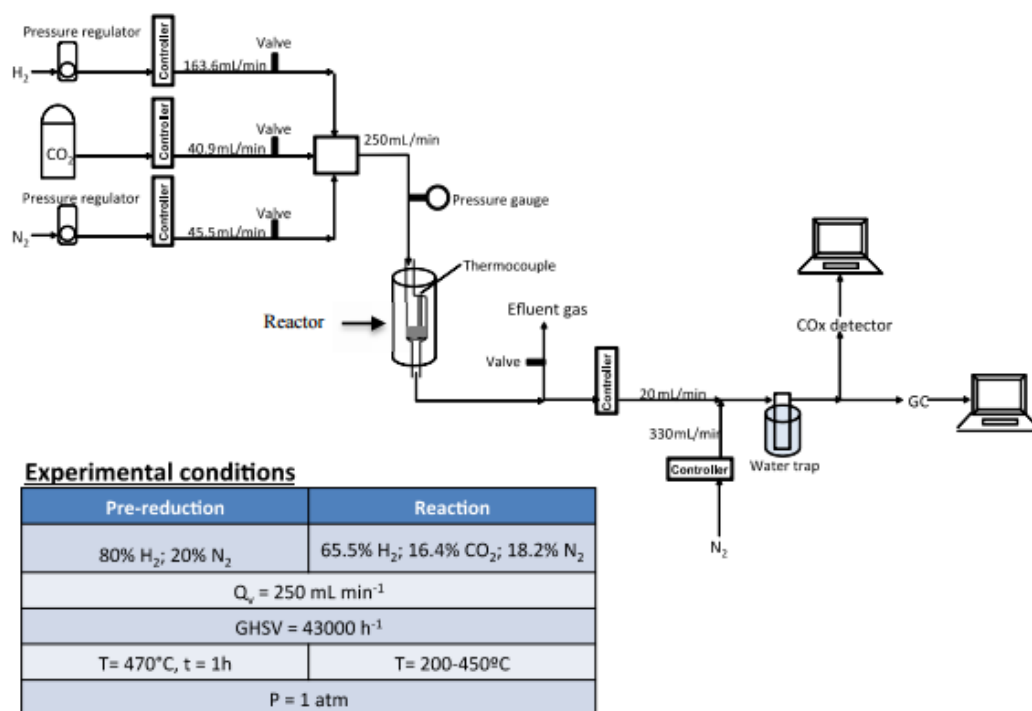 Pressure regulator
Controller
Valve
H₂
163.6mL/min
CO₂
Controller
Valve
40.9mL/min
250mL/min
Pressure regulator
Controller
Valve
N₂
45.5mL/min
Pressure gauge
Thermocouple
Reactor
Efluent gas
Valve
Controller
20mL/min
330mL/min
Controller
N₂
Water trap
COx detector
GC
Experimental conditions
Pre-reduction Reaction
80% H₂; 20% N₂ 65.5% H₂; 16.4% CO₂; 18.2% N₂
Qᵥ = 250 mL min⁻¹
GHSV = 43000 h⁻¹
T= 470°C, t = 1h T= 200-450ºC
P = 1 atm